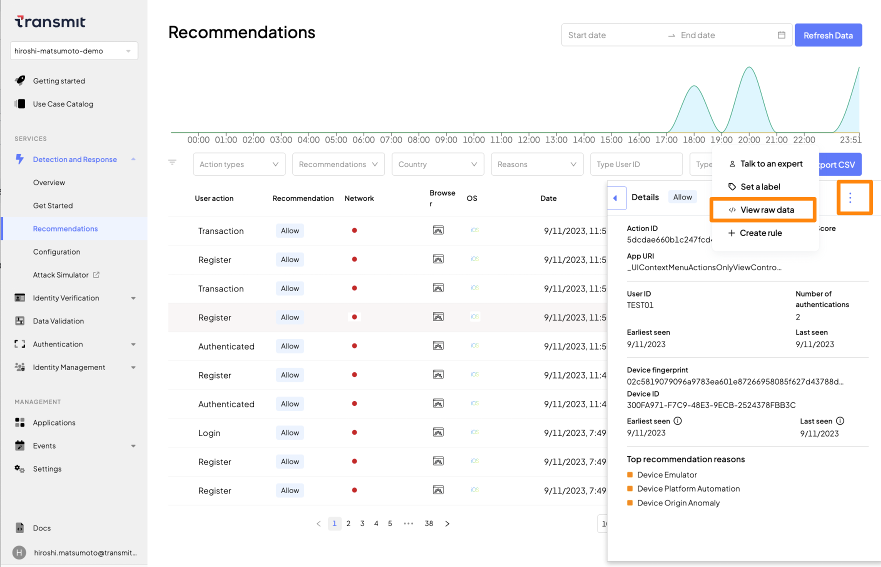 transmit
hiroshi-matsumoto-demo
Getting started
Use Case Catalog
SERVICES
Detection and Response
Overview
Get Started
Recommendations
Configuration
Attack Simulator
Identity Verification
Data Validation
Authentication
Identity Management
MANAGEMENT
Applications
Events
Settings
Docs
H hiroshi.matsumoto@transmit...
Recommendations
Start date → End date
Refresh Data
00:00 01:00 02:00 03:00 04:00 05:00 06:00 07:00 08:00 09:00 10:00 11:00 12:00 13:00 14:00 15:00 16:00 17:00 18:00 19:00 20:00 21:00 22:00 23:51
Action types Recommendations Country Reasons Type User ID Type
port CSV
User action Recommendation Network Browser OS Date
Transaction Allow iOS 9/11/2023, 11:5
Register Allow iOS 9/11/2023, 11:5
Transaction Allow iOS 9/11/2023, 11:5
Register Allow iOS 9/11/2023, 11:5
Authenticated Allow iOS 9/11/2023, 11:5
Register Allow iOS 9/11/2023, 11:4
Authenticated Allow iOS 9/11/2023, 11:4
Login Allow iOS 9/11/2023, 7:49
Register Allow iOS 9/11/2023, 7:49
Register Allow iOS 9/11/2023, 7:49
< 1 2 3 4 5 ••• 38 >
10
Talk to an expert
Set a label
View raw data
Create rule
Details Allow
Action ID
core
5dcdae660b1c247fcd
App URI
_UIContextMenuActionsOnlyViewContro...
User ID
Number of authentications
TEST01
2
Earliest seen Last seen
9/11/2023 9/11/2023
Device fingerprint
02c5819079096a9783ea601e87266958085f627d43788d...
Device ID
300FA971-F7C9-48E3-9ECB-2524378FBB3C
Earliest seen Last seen
9/11/2023 9/11/2023
Top recommendation reasons
Device Emulator
Device Platform Automation
Device Origin Anomaly